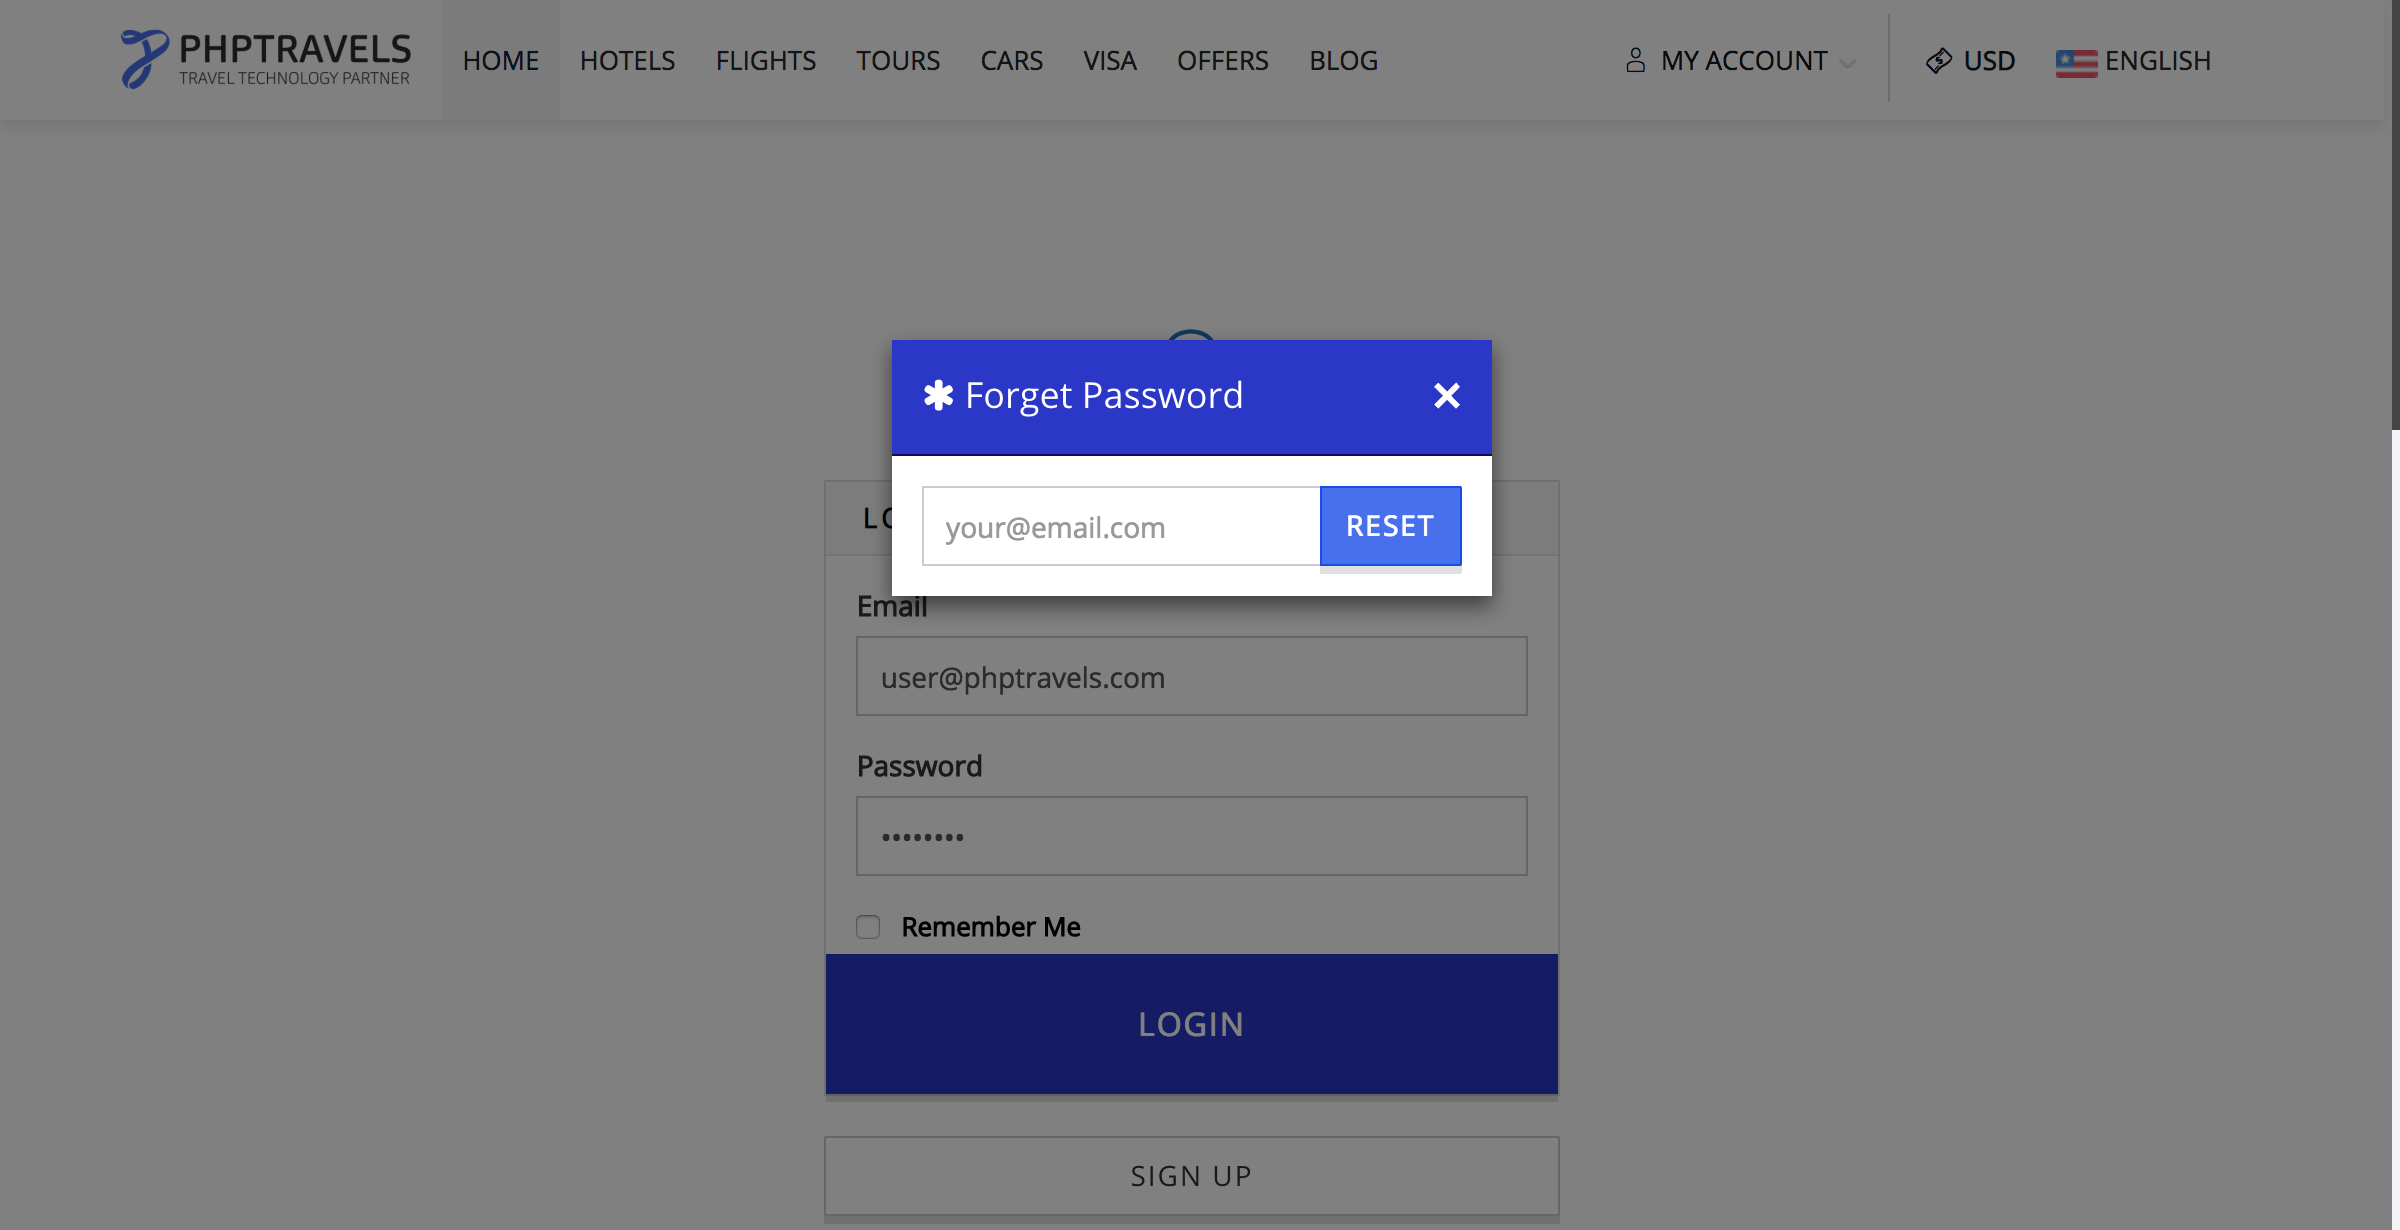 PHPTRAVELS
TRAVEL TECHNOLOGY PARTNER
HOME HOTELS FLIGHTS TOURS CARS VISA OFFERS BLOG MY ACCOUNT USD ENGLISH
Forget Password
your@email.com RESET
LO
Email
user@phptravels.com
Password
Remember Me
LOGIN
SIGN UP